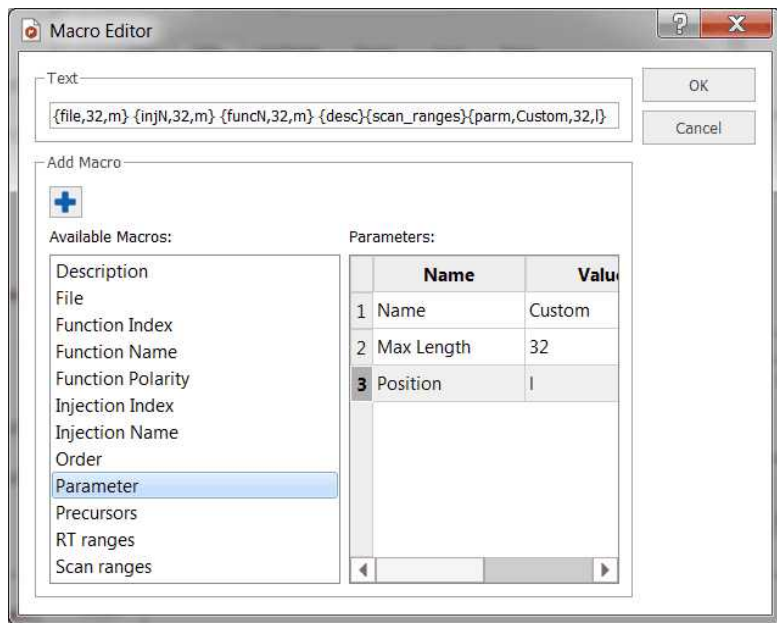 Macro Editor
Text
{file,32,m} {injN,32,m} {funcN,32,m} {desc}{scan_ranges}{parm,Custom,32,l}
OK
Cancel
Add Macro
Available Macros:
Parameters:
Description
File
Function Index
Function Name
Function Polarity
Injection Index
Injection Name
Order
Parameter
Precursors
RT ranges
Scan ranges
Name Valu
1 Name Custom
2 Max Length 32
3 Position l